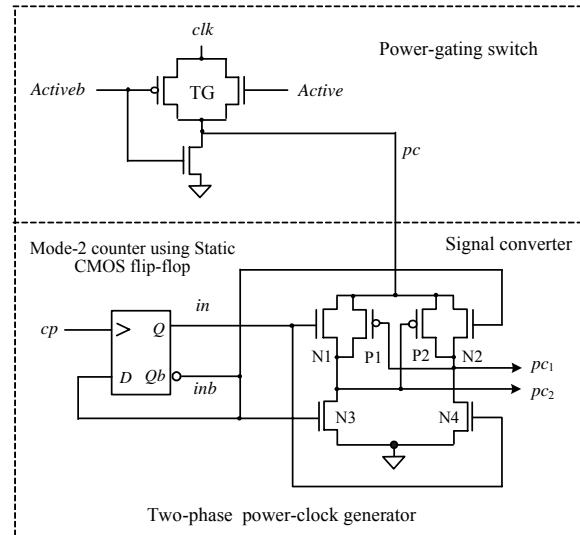 clk
Power-gating switch
Activeb
TG
Active
pc
Mode-2 counter using Static
CMOS flip-flop
Signal converter
in
cp
>
Q
N1
P1
P2
N2
D
Qb
inb
pc1
pc2
N3
N4
Two-phase power-clock generator